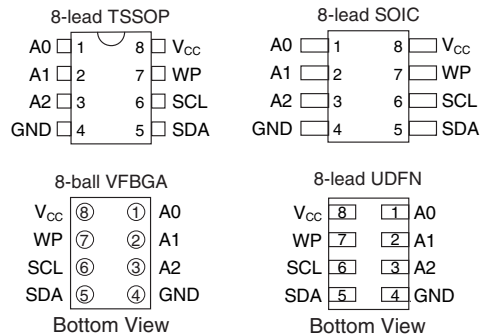 8-lead TSSOP
A0 1 8 VCC
A1 2 7 WP
A2 3 6 SCL
GND 4 5 SDA
8-lead SOIC
A0 1 8 VCC
A1 2 7 WP
A2 3 6 SCL
GND 4 5 SDA
8-ball VFBGA
VCC 8 1 A0
WP 7 2 A1
SCL 6 3 A2
SDA 5 4 GND
Bottom View
8-lead UDFN
VCC 8 1 A0
WP 7 2 A1
SCL 6 3 A2
SDA 5 4 GND
Bottom View